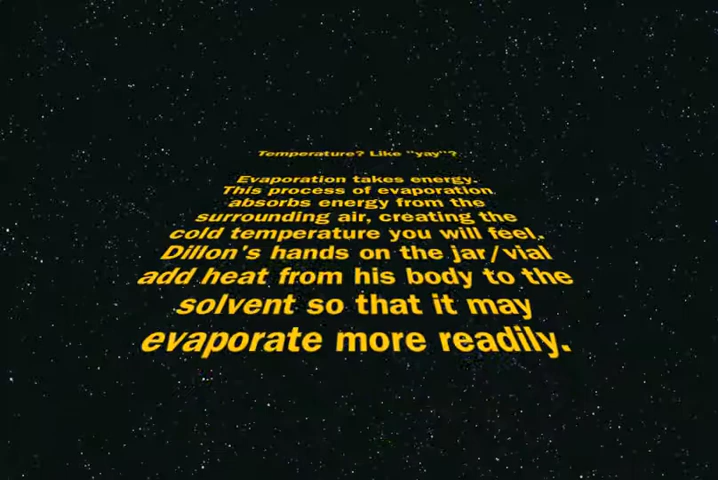 Temperature? Like "yay"?
Evaporation takes energy.
This process of evaporation
absorbs energy from the
surrounding air, creating the
cold temperature you will feel.
Dillon's hands on the jar/vial
add heat from his body to the
solvent so that it may
evaporate more readily.